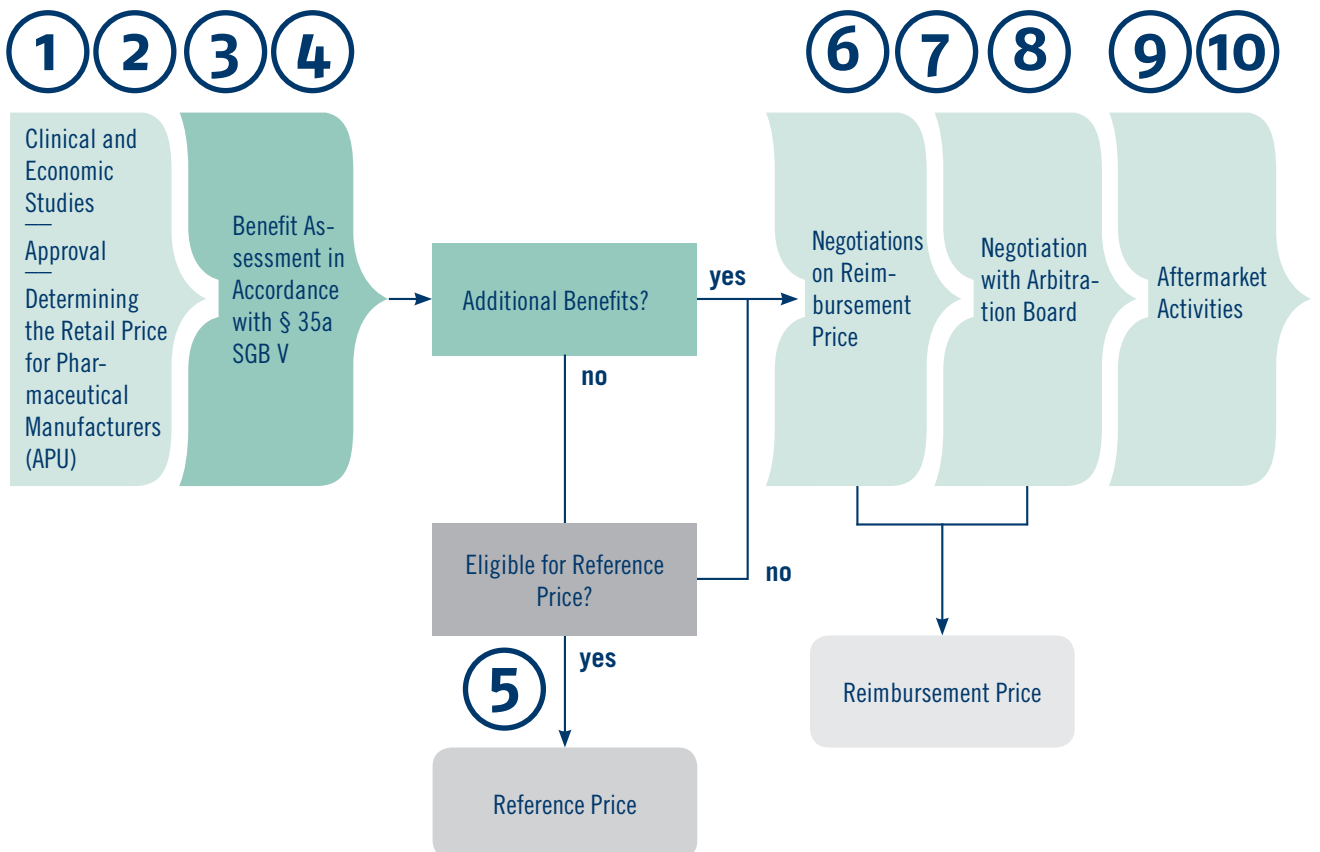 1 2 3 4 6 7 8 9 10
Clinical and
Economic
Studies
Approval
Determining
the Retail Price
for Phar-
maceutical
Manufacturers
(APU)
Benefit As-
sessment in
Accordance
with § 35a
SGB V
Additional Benefits?
yes
no
Eligible for Reference
Price?
no
yes
5
Reference Price
Negotiations
on Reim-
bursement
Price
Negotiation
with Arbitra-
tion Board
Aftermarket
Activities
Reimbursement Price